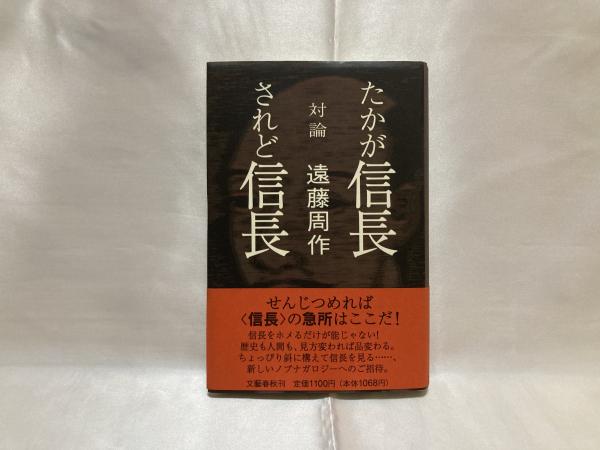 たかが信長
対論 遠藤周作
されど信長
せんじつめれば
〈信長〉の急所はここだ!
信長をホメるだけが能じゃない!
歴史も人間も、見方変われば品変わる。
ちょっぴり斜に構えて信長を見る……、
新しいノブナガロジーへのご招待。
文藝春秋刊 定価1100円(本体1068円)